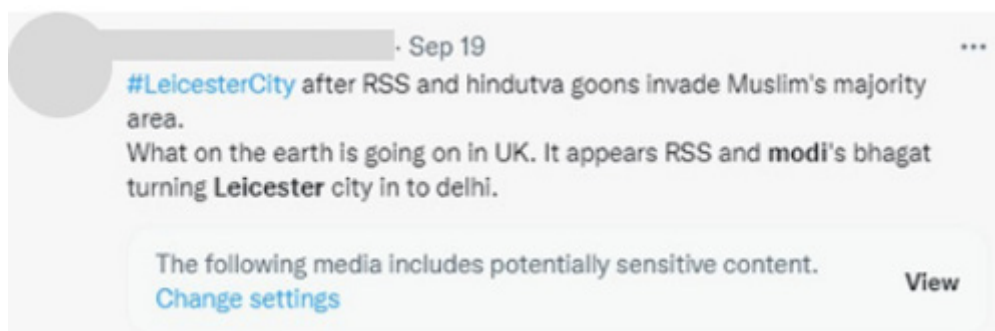 · Sep 19
#LeicesterCity after RSS and hindutva goons invade Muslim's majority
area.
What on the earth is going on in UK. It appears RSS and modi's bhagat
turning Leicester city in to delhi.
The following media includes potentially sensitive content.
Change settings
View